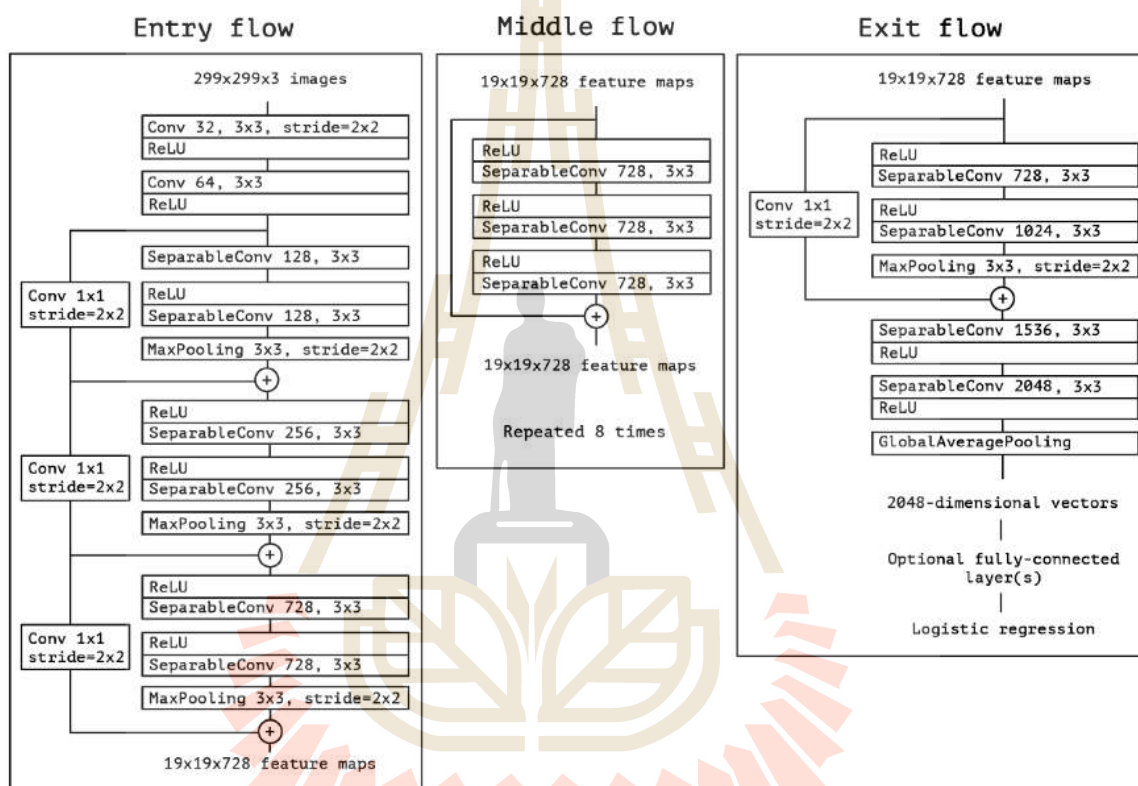 Entry flow
299x299x3 images
Conv 32, 3x3, stride=2x2
ReLU
Conv 64, 3x3
ReLU
SeparableConv 128, 3x3
Conv 1x1
stride=2x2
ReLU
SeparableConv 128, 3x3
MaxPooling 3x3, stride=2x2
+
ReLU
SeparableConv 256, 3x3
Conv 1x1
stride=2x2
ReLU
SeparableConv 256, 3x3
MaxPooling 3x3, stride=2x2
+
ReLU
SeparableConv 728, 3x3
Conv 1x1
stride=2x2
ReLU
SeparableConv 728, 3x3
MaxPooling 3x3, stride=2x2
+
19x19x728 feature maps
Middle flow
19x19x728 feature maps
ReLU
SeparableConv 728, 3x3
ReLU
SeparableConv 728, 3x3
ReLU
SeparableConv 728, 3x3
+
19x19x728 feature maps
Repeated 8 times
Exit flow
19x19x728 feature maps
ReLU
SeparableConv 728, 3x3
Conv 1x1
stride=2x2
ReLU
SeparableConv 1024, 3x3
MaxPooling 3x3, stride=2x2
+
SeparableConv 1536, 3x3
ReLU
SeparableConv 2048, 3x3
ReLU
GlobalAveragePooling
2048-dimensional vectors
Optional fully-connected
layer(s)
Logistic regression